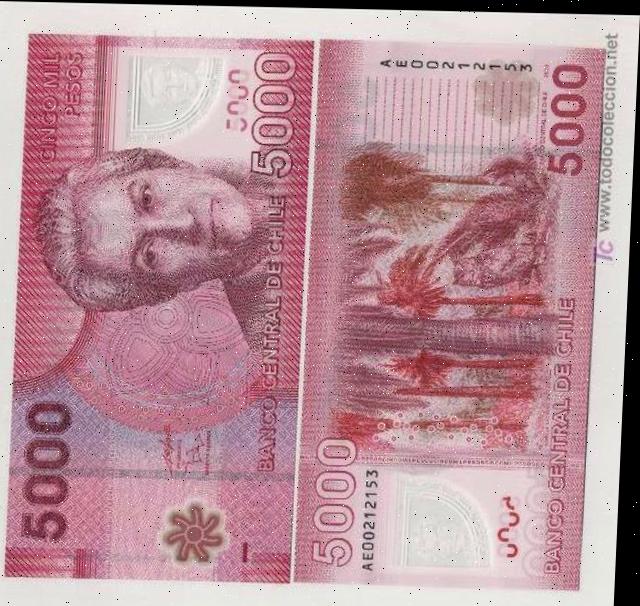 CINCO MIL
PESOS
5000
5000
BANCO CENTRAL DE CHILE
5000
AE00212153
5000
BANCO CENTRAL DE CHILE
5000
AE00212153
www.todocoleccion.net
tc